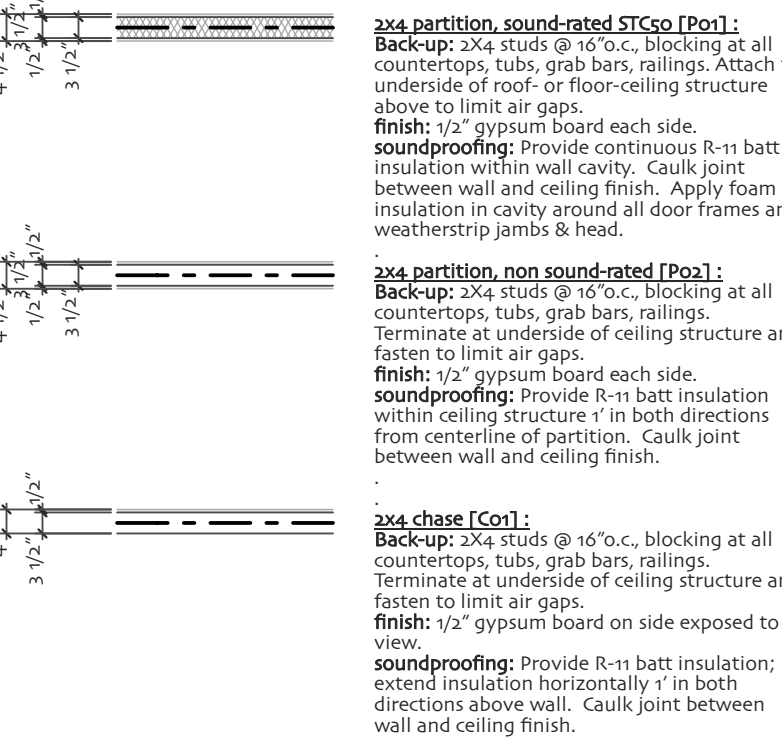 2x4 partition, sound-rated STC50 [P01] :
Back-up: 2X4 studs @ 16"o.c., blocking at all
countertops, tubs, grab bars, railings. Attach
underside of roof- or floor-ceiling structure
above to limit air gaps.
finish: 1/2" gypsum board each side.
soundproofing: Provide continuous R-11 batt
insulation within wall cavity. Caulk joint
between wall and ceiling finish. Apply foam
insulation in cavity around all door frames
weatherstrip jambs & head.
.
2x4 partition, non sound-rated [P02] :
Back-up: 2X4 studs @ 16"o.c., blocking at all
countertops, tubs, grab bars, railings.
Terminate at underside of ceiling structure
fasten to limit air gaps.
finish: 1/2" gypsum board each side.
soundproofing: Provide R-11 batt insulation
within ceiling structure 1' in both directions
from centerline of partition. Caulk joint
between wall and ceiling finish.
.
.
2x4 chase [C01] :
Back-up: 2X4 studs @ 16"o.c., blocking at all
countertops, tubs, grab bars, railings.
Terminate at underside of ceiling structure
fasten to limit air gaps.
finish: 1/2" gypsum board on side exposed to
view.
soundproofing: Provide R-11 batt insulation;
extend insulation horizontally 1' in both
directions above wall. Caulk joint between
wall and ceiling finish.
3 1/2"
1/2"
3 1/2"
3 1/2"
1/2"
1/2"
3 1/2"
1/2"
3 1/2"